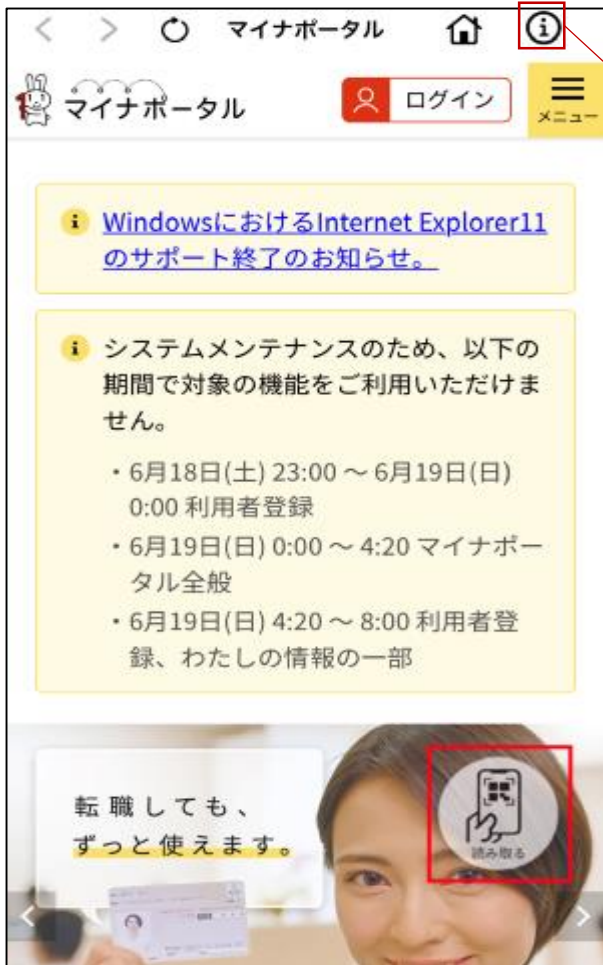 マイナポータル
マイナポータル
ログイン
メニュー
WindowsにおけるInternet Explorer11
のサポート終了のお知らせ。
システムメンテナンスのため、以下の
期間で対象の機能をご利用いただけま
せん。
・6月18日(土) 23:00 ～ 6月19日(日)
0:00 利用者登録
・6月19日(日) 0:00 ～ 4:20 マイナポー
タル全般
・6月19日(日) 4:20 ～ 8:00 利用者登
録、わたしの情報の一部
転職しても、
ずっと使えます。
読み取る